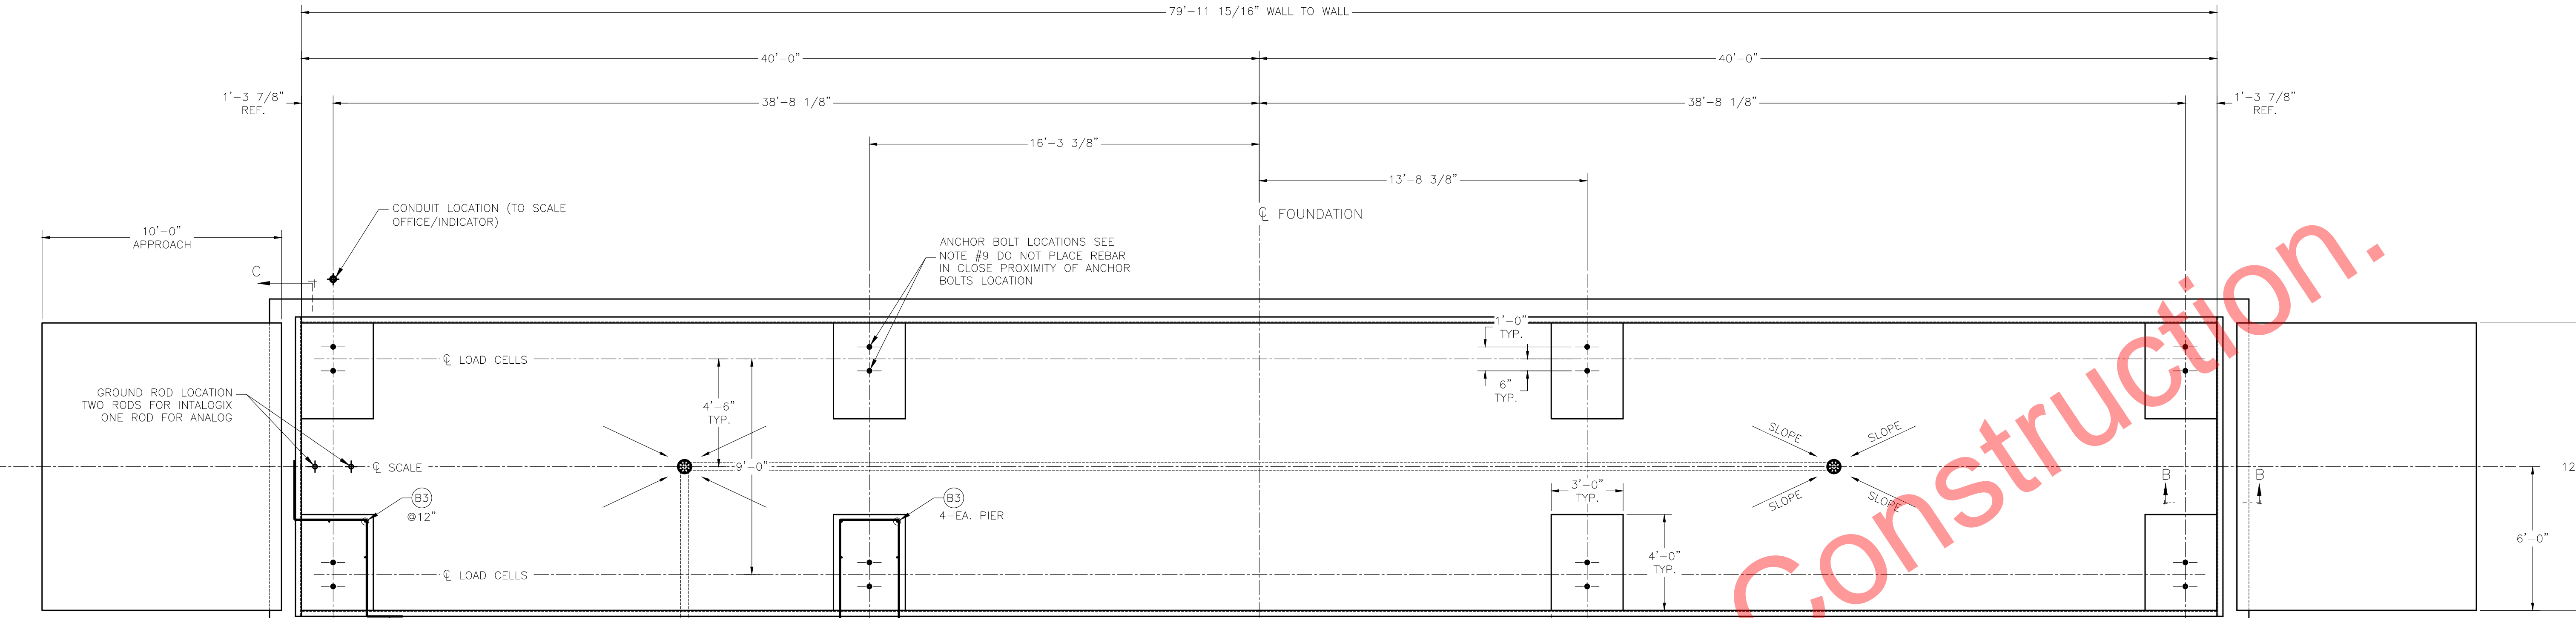 79'-11 15/16" WALL TO WALL
40'-0"
40'-0"
1'-3 7/8"
REF.
38'-8 1/8"
38'-8 1/8"
1'-3 7/8"
REF.
16'-3 3/8"
13'-8 3/8"
CONDUIT LOCATION (TO SCALE
OFFICE/INDICATOR)
℄ FOUNDATION
10'-0"
APPROACH
C
ANCHOR BOLT LOCATIONS SEE
NOTE #9 DO NOT PLACE REBAR
IN CLOSE PROXIMITY OF ANCHOR
BOLTS LOCATION
1'-0"
TYP.
℄ LOAD CELLS
6"
TYP.
GROUND ROD LOCATION
TWO RODS FOR INTALOGIX
ONE ROD FOR ANALOG
4'-6"
TYP.
SLOPE
SLOPE
℄ SCALE
9'-0"
12
B
B
B3
@12"
B3
4-EA. PIER
3'-0"
TYP.
SLOPE
SLOPE
6'-0"
4'-0"
TYP.
℄ LOAD CELLS
Construction.